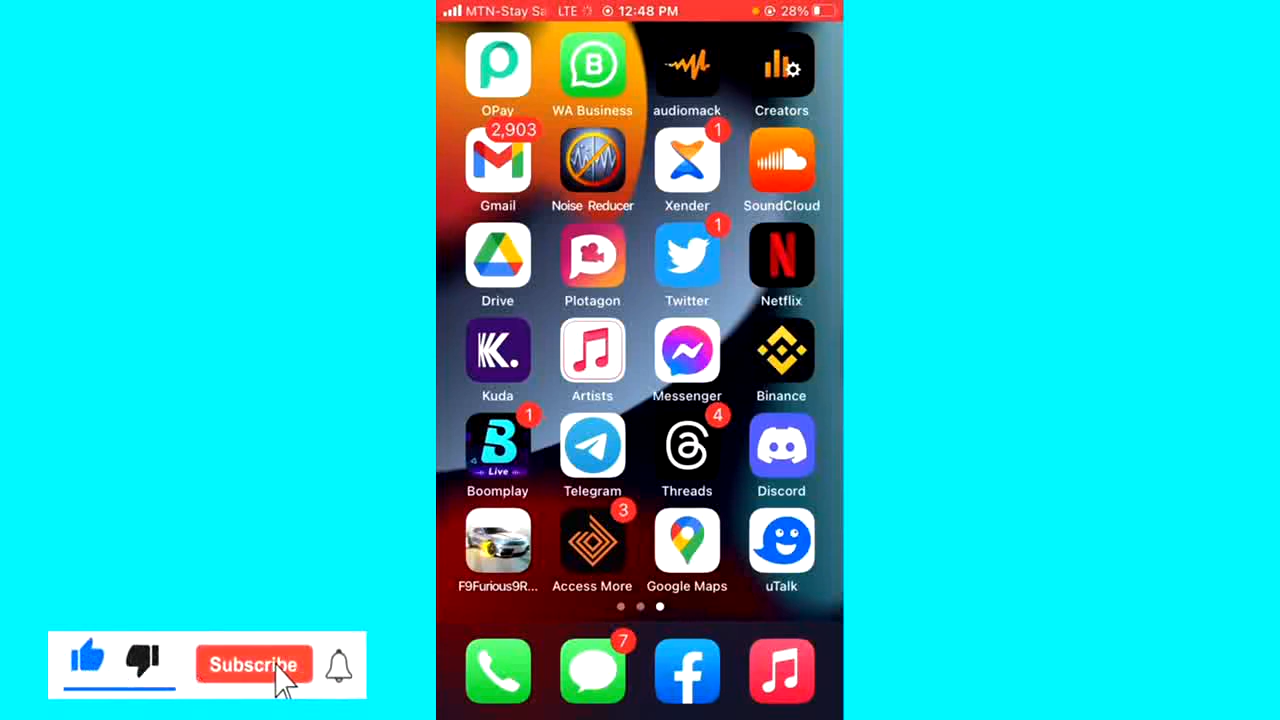 MTN-Stay Sa LTE 12:48 PM 28%
OPay WA Business audiomack Creators
2,903 1
Gmail Noise Reducer Xender SoundCloud
1
Drive Plotagon Twitter Netflix
K.
Kuda Artists Messenger Binance
1 4
Live
Boomplay Telegram Threads Discord
3
F9Furious9R... Access More Google Maps uTalk
7
Subscribe